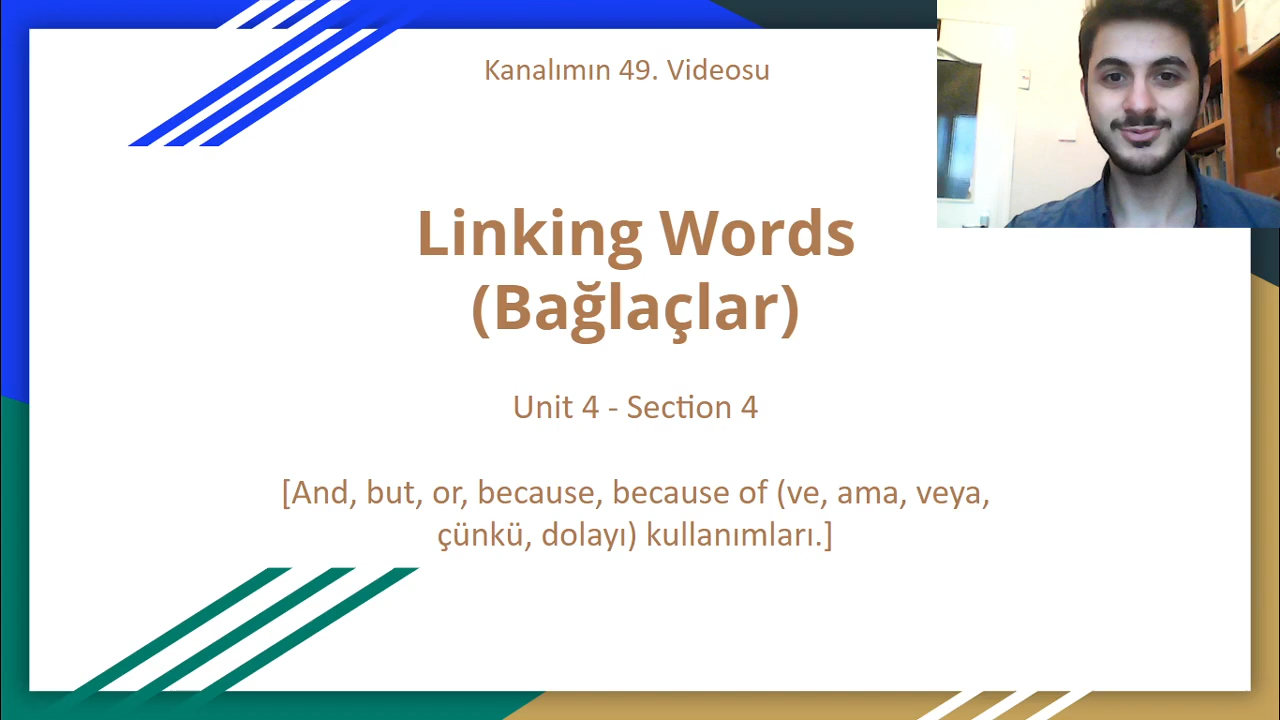 Kanalımın 49. Videosu
Linking Words
(Bağlaçlar)
Unit 4 - Section 4
[And, but, or, because, because of (ve, ama, veya,
çünkü, dolayı) kullanımları.]